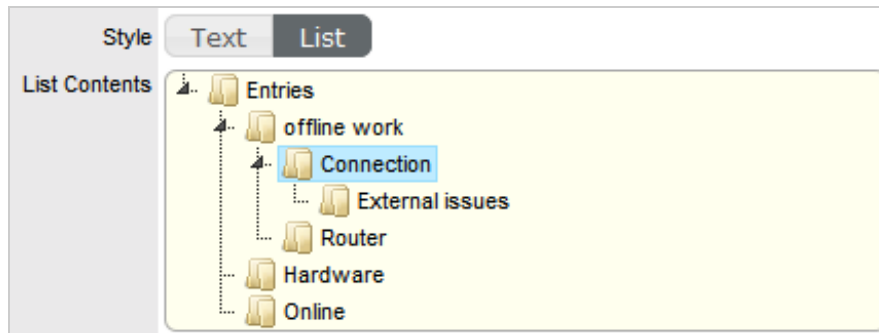 Style Text List
List Contents Entries
offline work
Connection
External issues
Router
Hardware
Online